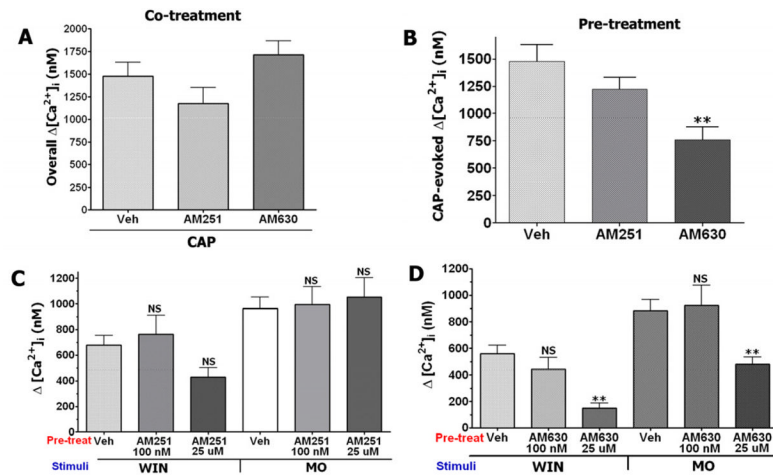 Co-treatment
A
Overall Δ[Ca²⁺]ᵢ (nM)
2000
1750
1500
1250
1000
750
500
250
0
Veh AM251 AM630
CAP
Pre-treatment
B
CAP-evoked Δ[Ca²⁺]ᵢ (nM)
1500
1250
1000
750
500
250
0
**
Veh AM251 AM630
C
Δ [Ca²⁺]ᵢ (nM)
1200
1000
800
600
400
200
0
NS NS NS NS
Pre-treat Veh AM251 100 nM AM251 25 uM Veh AM251 100 nM AM251 25 uM
Stimuli WIN MO
D
Δ [Ca²⁺]ᵢ (nM)
1200
1000
800
600
400
200
0
NS ** NS **
Veh AM630 100 nM AM630 25 uM Veh AM630 100 nM AM630 25 uM
WIN MO